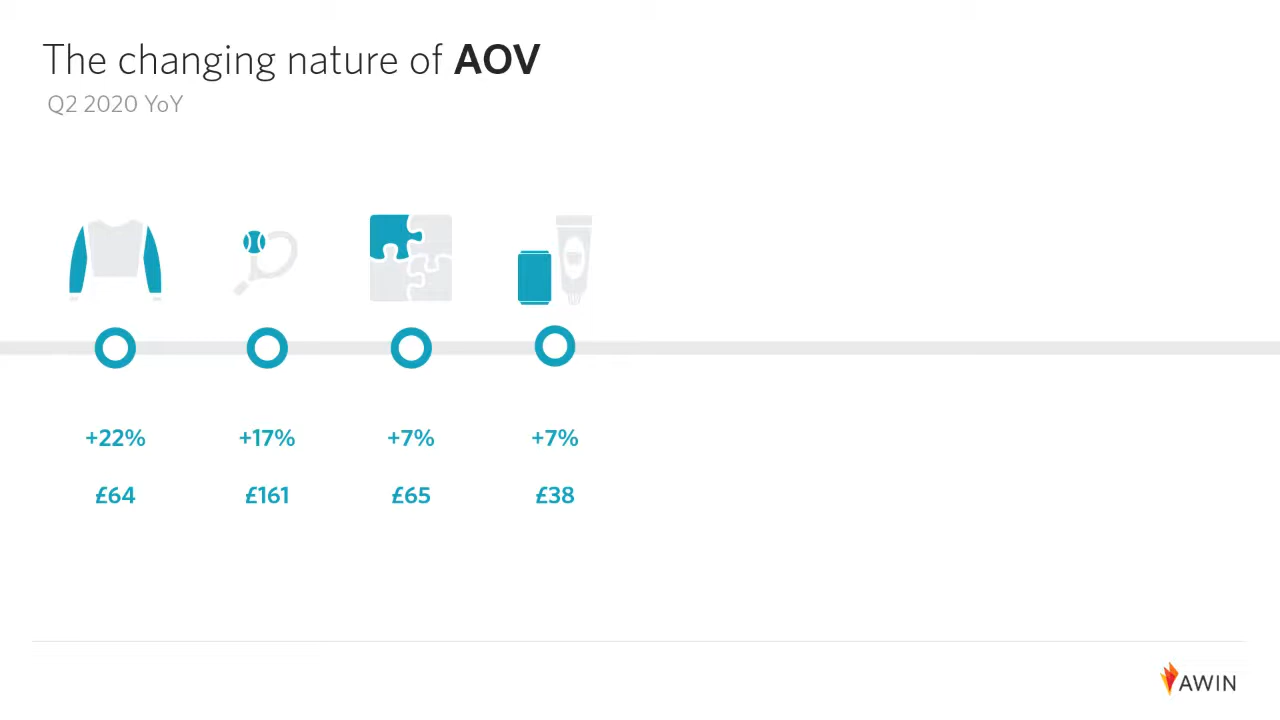 The changing nature of AOV
Q2 2020 YoY
+22% +17% +7% +7%
£64 £161 £65 £38
AWIN